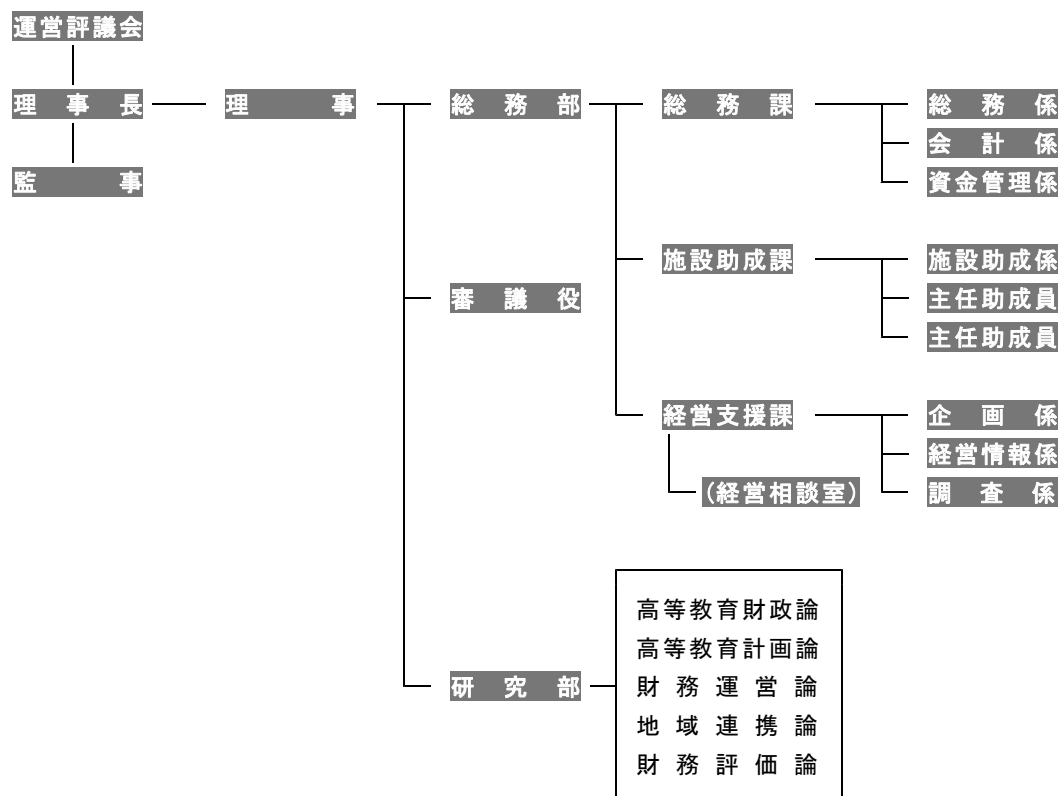 運営評議会
理事長
理事
総務部
総務課
総務係
会計係
監事
資金管理係
施設助成課
施設助成係
審議役
主任助成員
主任助成員
経営支援課
企画係
経営情報係
(経営相談室)
調査係
高等教育財政論
高等教育計画論
研究部
財務運営論
地域連携論
財務評価論